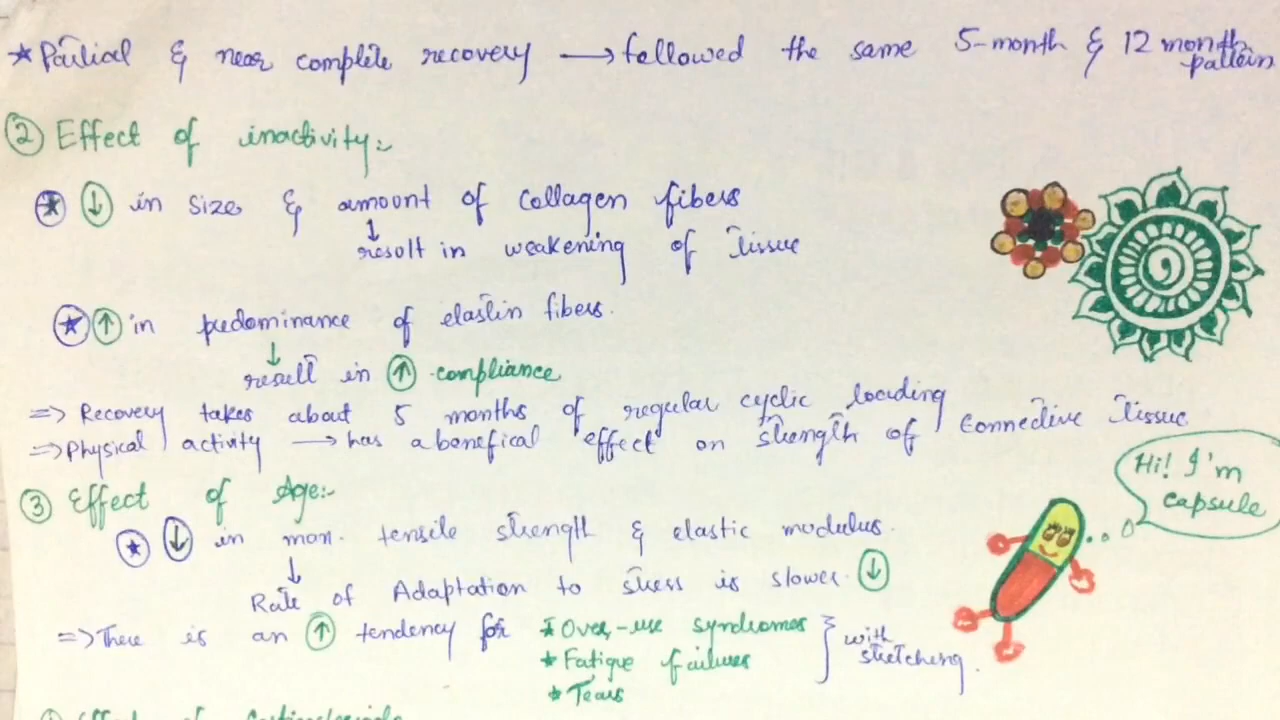 ★ Partial & near complete recovery → followed the same 5-month & 12 month pattern
② Effect of inactivity:-
★ ↓ in size & amount of collagen fibers
↓
result in weakening of tissue
★ ↑ in predominance of elastin fibers.
↓
result in ↑ compliance
⇒ Recovery takes about 5 months of regular cyclic loading
⇒ Physical activity → has a benefical effect on strength of connective tissue
Hi! I'm
capsule
③ Effect of Age:-
★ ↓ in max. tensile strength & elastic modulus.
↓
Rate of Adaptation to stress is slower. ↓
⇒ There is an ↑ tendency for ★ Over-use syndromes } with stretching.
★ Fatigue failures
★ Tears
Effect of